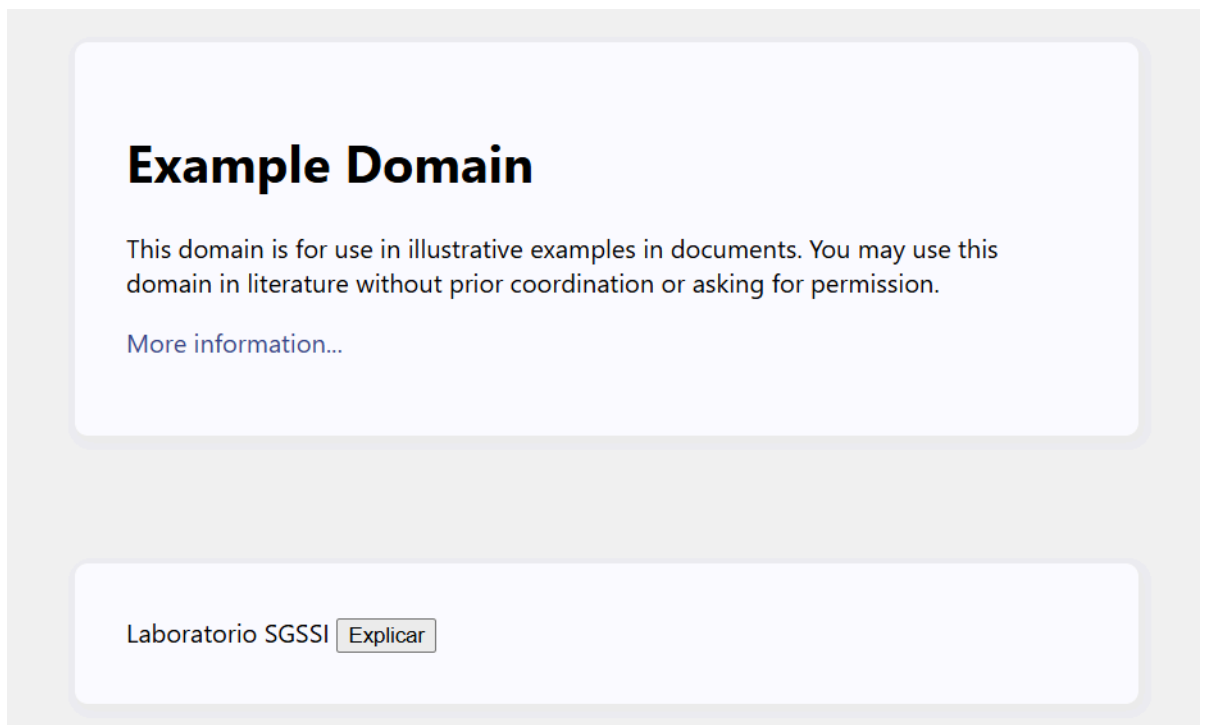 Example Domain
This domain is for use in illustrative examples in documents. You may use this
domain in literature without prior coordination or asking for permission.
More information...
Laboratorio SGSSI Explicar